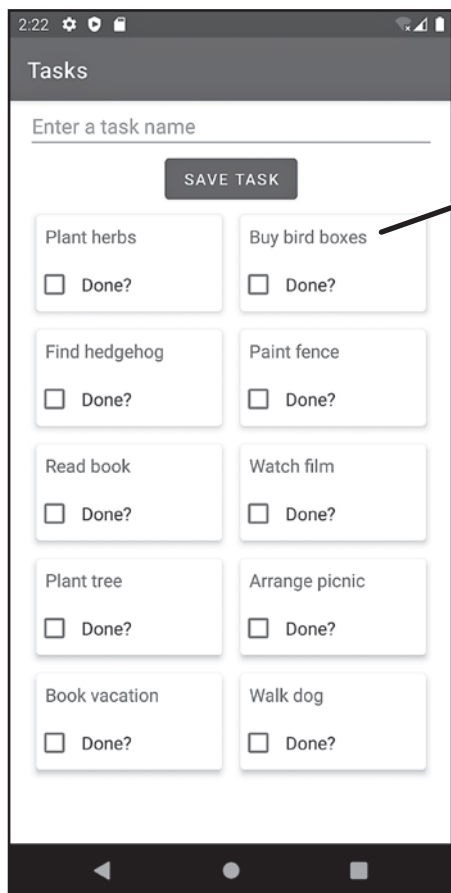 2:22
Tasks
Enter a task name
SAVE TASK
Plant herbs Buy bird boxes
Done? Done?
Find hedgehog Paint fence
Done? Done?
Read book Watch film
Done? Done?
Plant tree Arrange picnic
Done? Done?
Book vacation Walk dog
Done? Done?